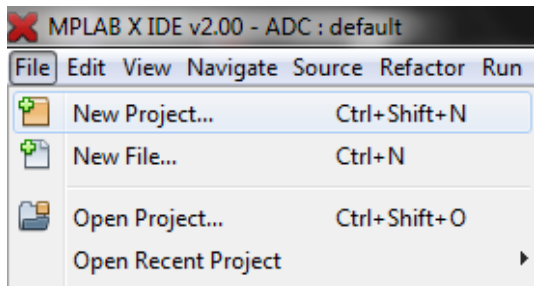 MPLAB X IDE v2.00 - ADC : default
File Edit View Navigate Source Refactor Run
New Project... Ctrl+Shift+N
New File... Ctrl+N
Open Project... Ctrl+Shift+O
Open Recent Project